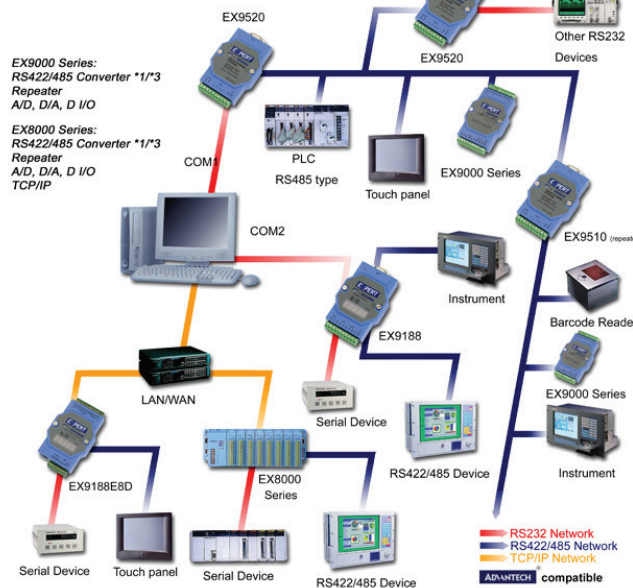 EX9520
EX9520
Other RS232
Devices
EX9000 Series:
RS422/485 Converter *1/*3
Repeater
A/D, D/A, D I/O
EX8000 Series:
RS422/485 Converter *1/*3
Repeater
A/D, D/A, D I/O
TCP/IP
COM1
PLC
RS485 type
Touch panel
EX9000 Series
EX9510
COM2
Instrument
EX9188
Barcode Reade
LAN/WAN
Serial Device
EX9000 Series
RS422/485 Device
Instrument
EX9188E8D
EX8000
Series
Serial Device
Touch panel
Serial Device
RS422/485 Device
RS232 Network
RS422/485 Network
TCP/IP Network
ADVANTECH compatible